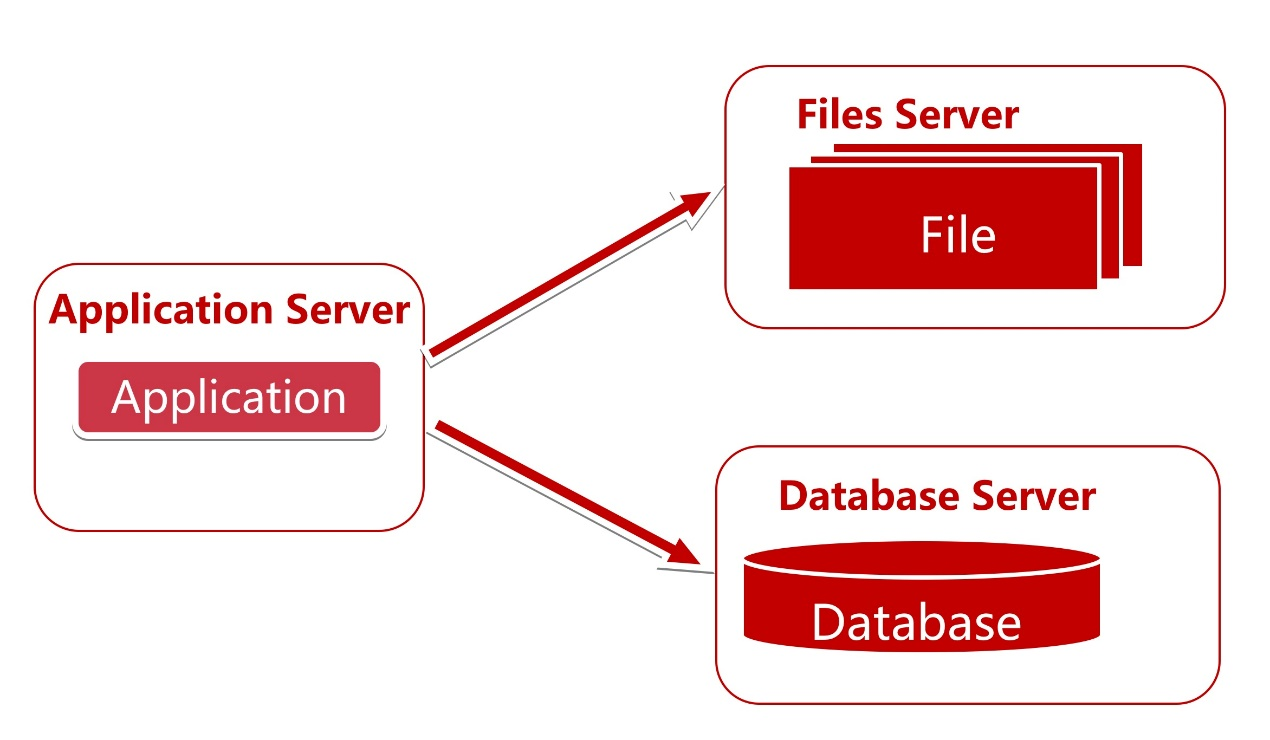 Files Server
File
Application Server
Application
Database Server
Database